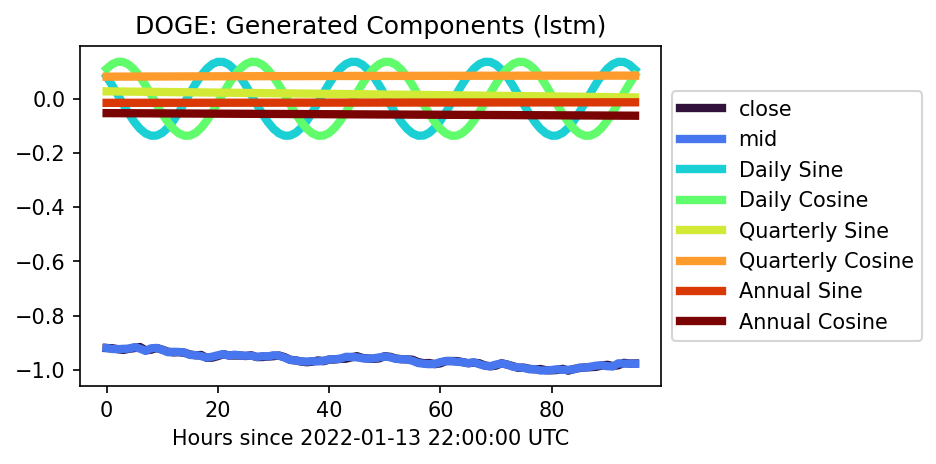 DOGE: Generated Components (lstm)
0.0
−0.2
−0.4
−0.6
−0.8
−1.0
0 20 40 60 80
Hours since 2022-01-13 22:00:00 UTC
close
mid
Daily Sine
Daily Cosine
Quarterly Sine
Quarterly Cosine
Annual Sine
Annual Cosine